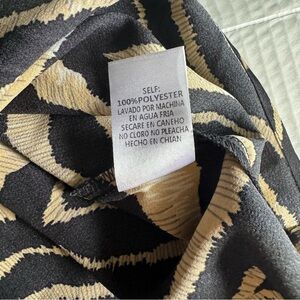 SELF:
100%POLYESTER
LAVADO POR MACHINA
EN AGUA FRIA
SECARE EN CANEHO
NO CLORO NO PLEACHA
HECHO EN CHIAN